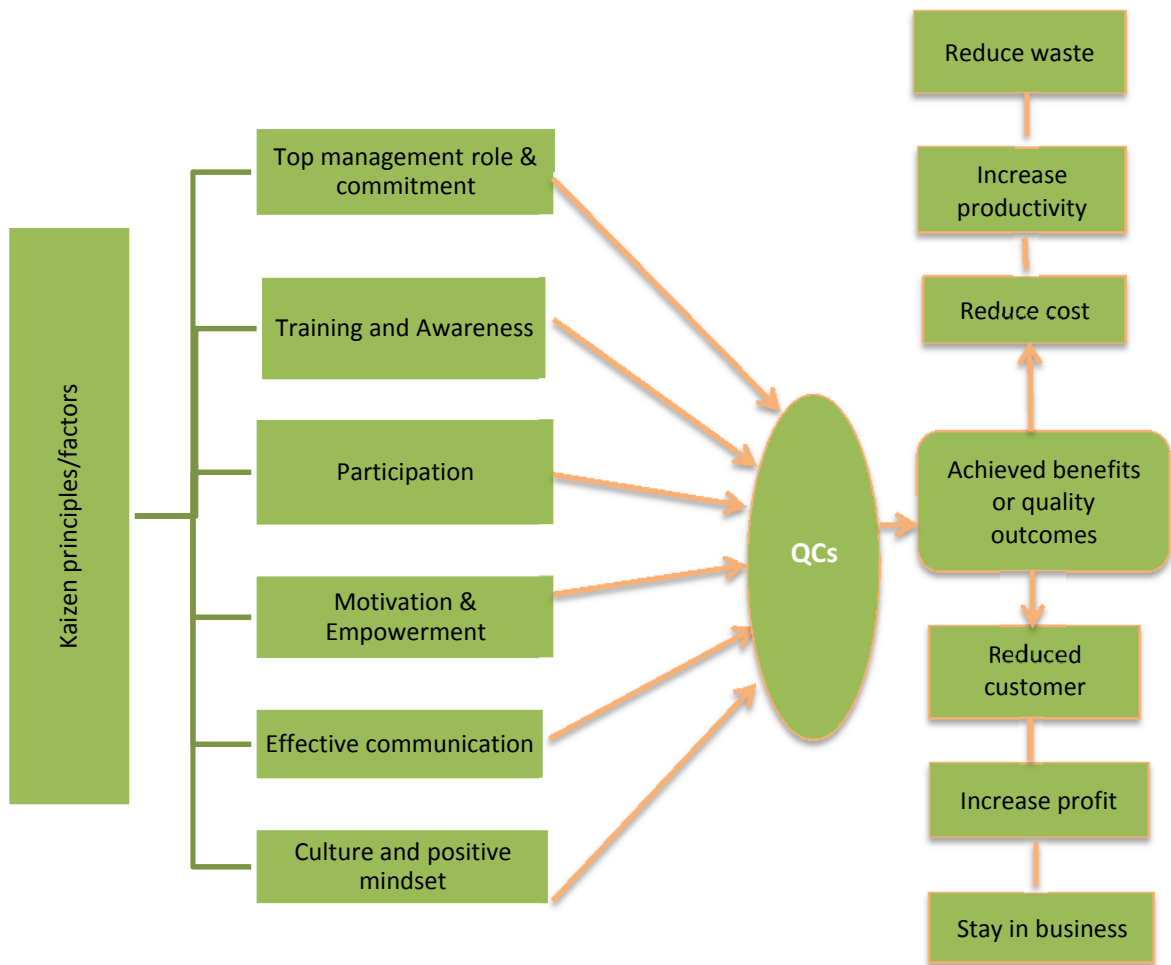 Kaizen principles/factors
Top management role &
commitment
Training and Awareness
Participation
Motivation &
Empowerment
Effective communication
Culture and positive
mindset
QCs
Reduce waste
Increase
productivity
Reduce cost
Achieved benefits
or quality
outcomes
Reduced
customer
Increase profit
Stay in business